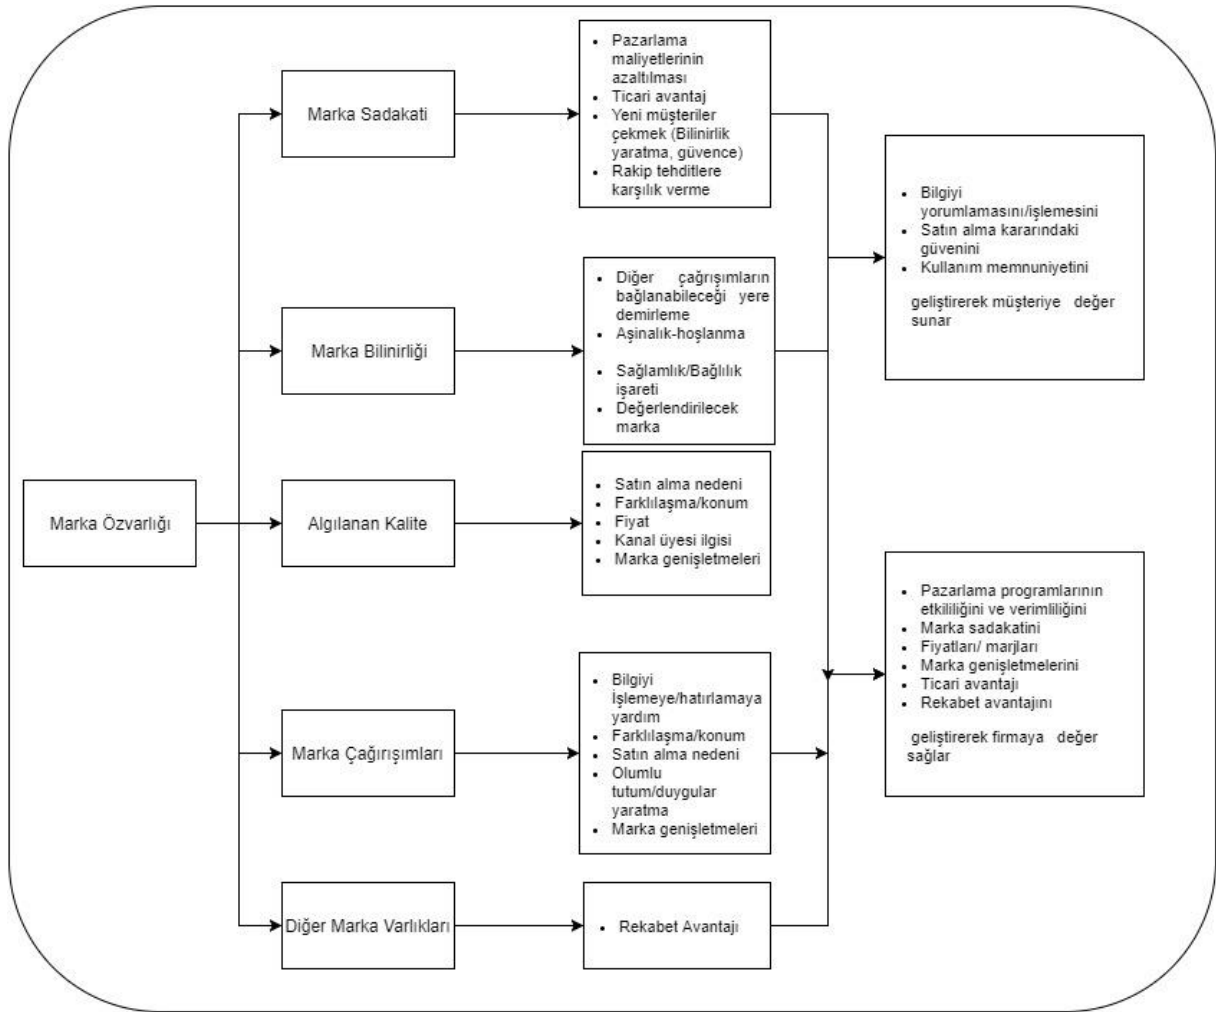 Marka Özvarlığı
Marka Sadakati
• Pazarlama
maliyetlerinin
azaltılması
• Ticari avantaj
• Yeni müşteriler
çekmek (Bilinirlik
yaratma, güvence)
• Rakip tehditlere
karşılık verme
Marka Bilinirliği
• Diğer çağrışımların
bağlanabileceği yere
demirleme
• Aşinalık-hoşlanma
• Sağlamlık/Bağlılık
işareti
• Değerlendirilecek
marka
Algılanan Kalite
• Satın alma nedeni
• Farklılaşma/konum
• Fiyat
• Kanal üyesi ilgisi
• Marka genişletmeleri
Marka Çağırışımları
• Bilgiyi
İşlemeye/hatırlamaya
yardım
• Farklılaşma/konum
• Satın alma nedeni
• Olumlu
tutum/duygular
yaratma
• Marka genişletmeleri
Diğer Marka Varlıkları
• Rekabet Avantajı
• Bilgiyi
yorumlamasını/işlemesini
• Satın alma kararındaki
güvenini
• Kullanım memnuniyetini
geliştirerek müşteriye değer
sunar
• Pazarlama programlarının
etkililiğini ve verimliliğini
• Marka sadakatini
• Fiyatları/ marjları
• Marka genişletmelerini
• Ticari avantajı
• Rekabet avantajını
geliştirerek firmaya değer
sağlar